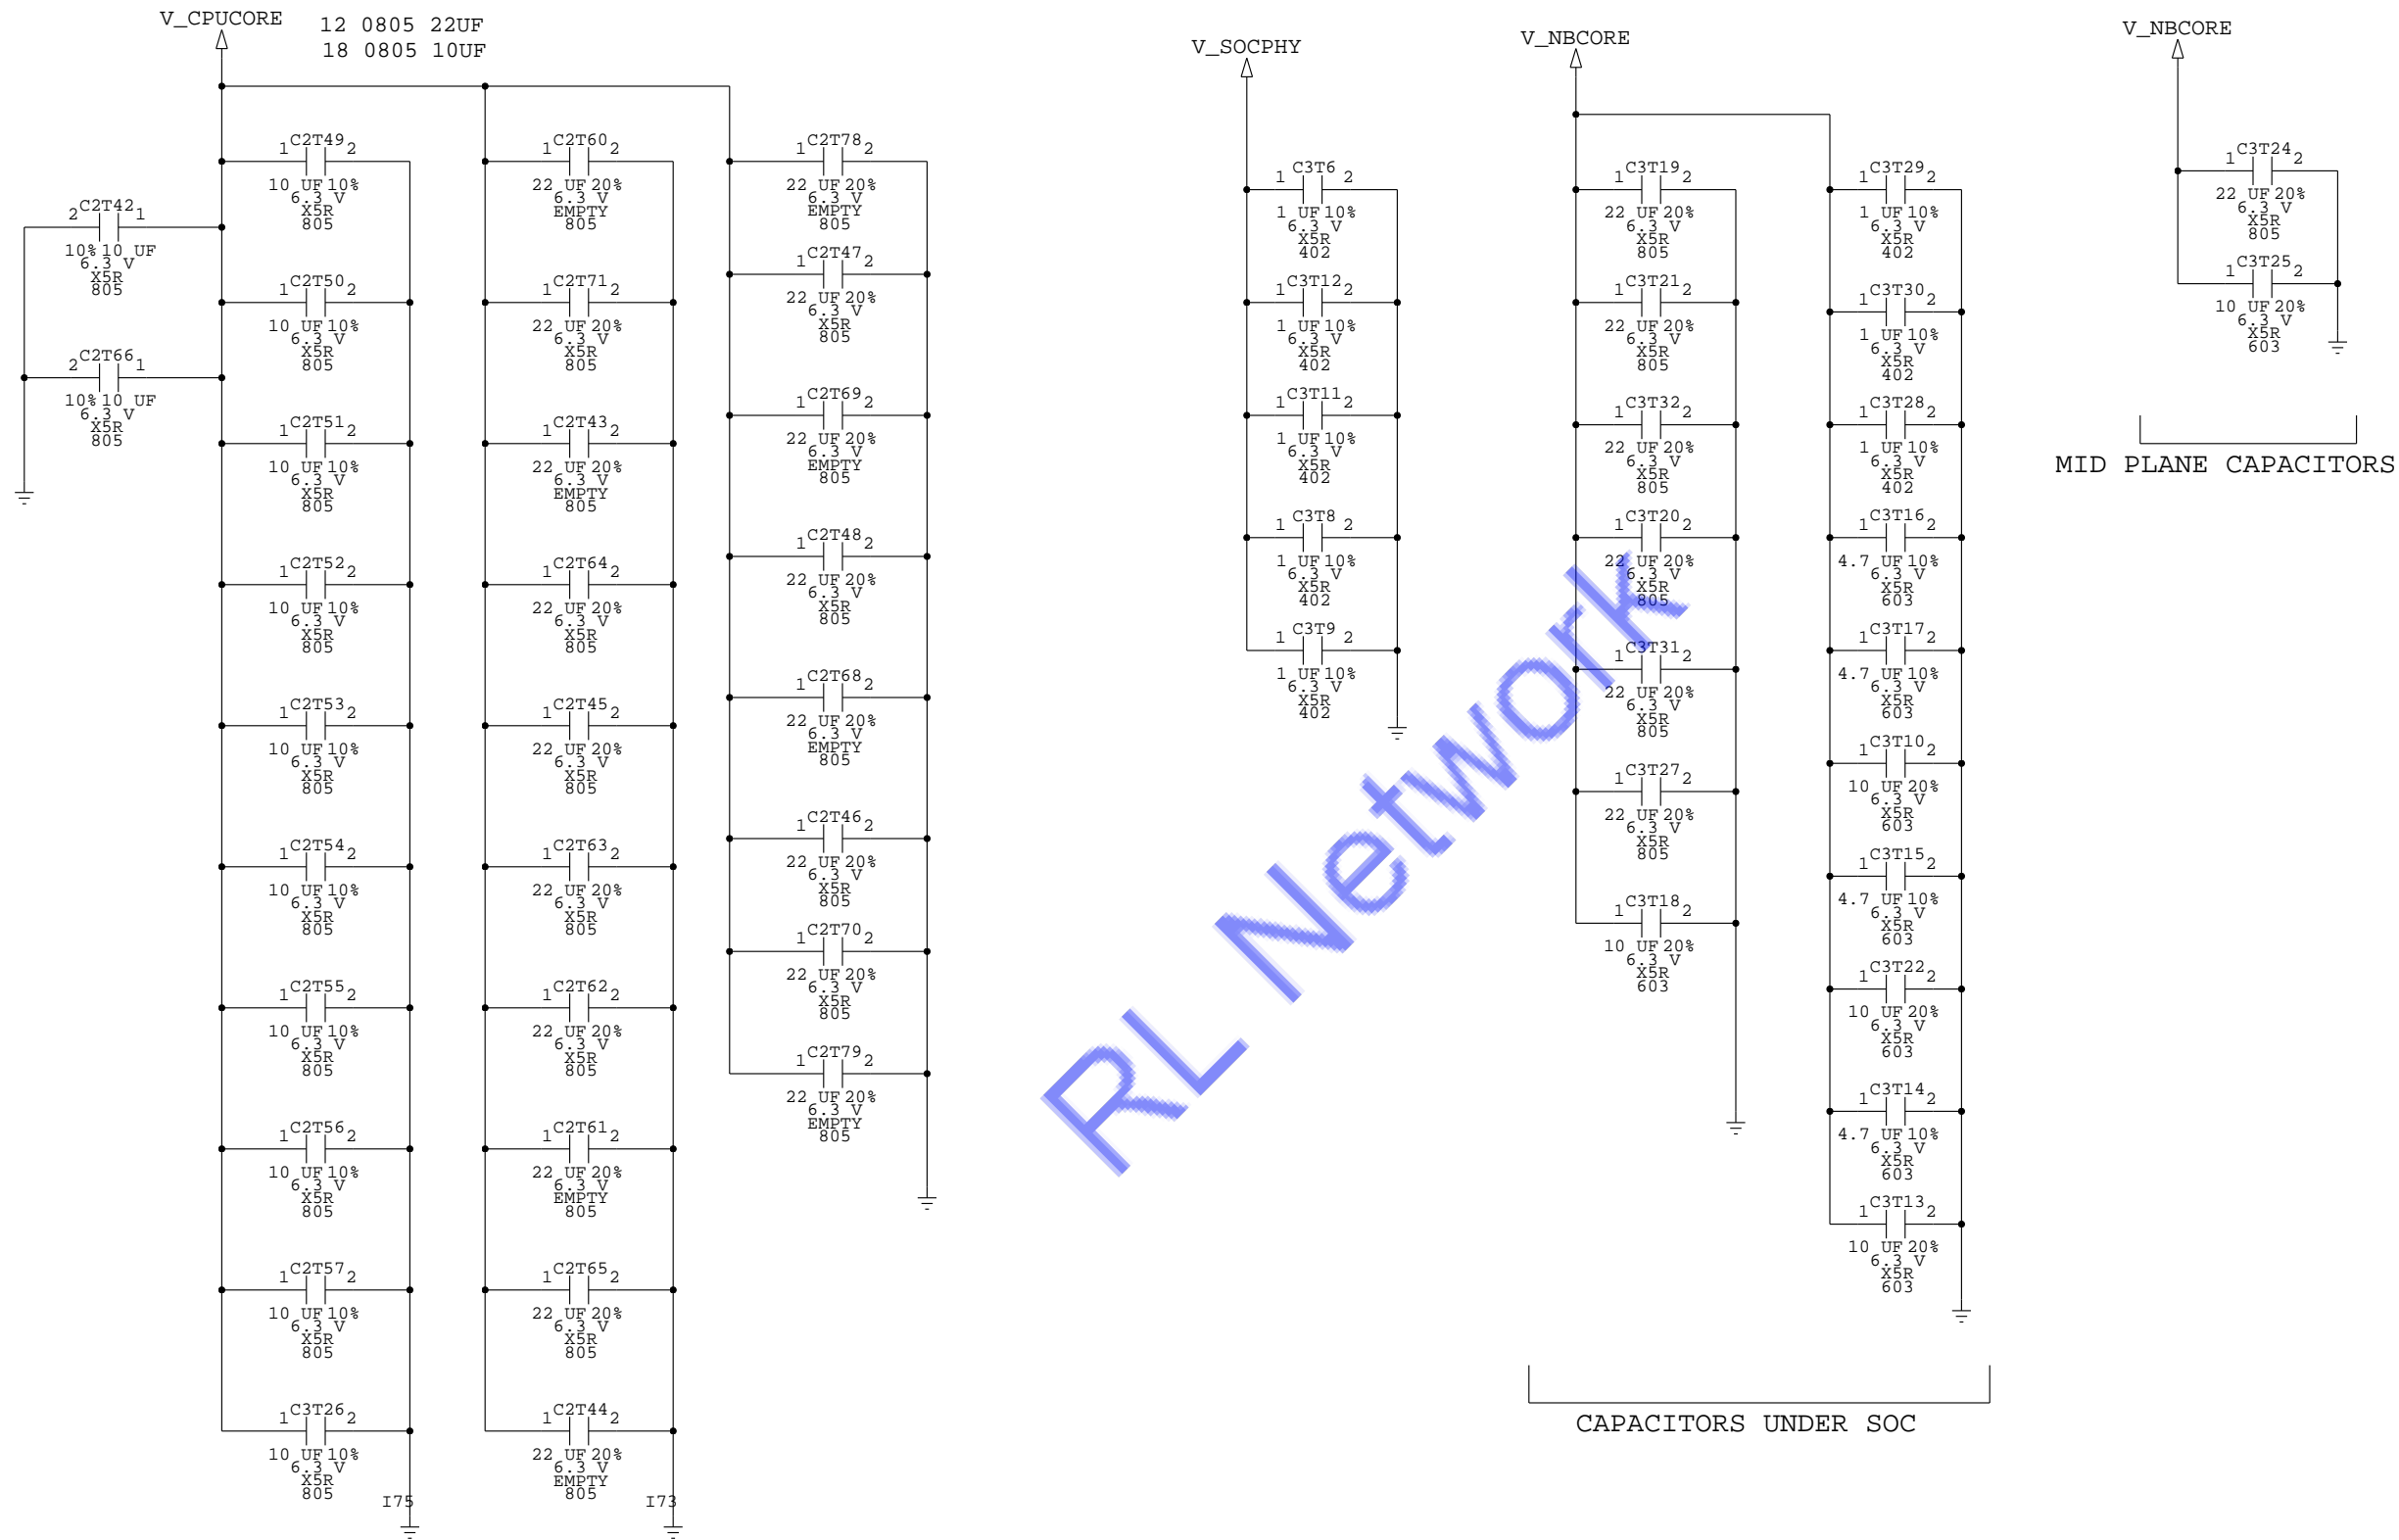 V_CPUCORE
12 0805 22UF
18 0805 10UF
2 C2T42 1
10% 10 UF
6.3 V
X5R
805
2 C2T66 1
10% 10 UF
6.3 V
X5R
805
1 C2T49 2
10 UF 10%
6.3 V
X5R
805
1 C2T50 2
10 UF 10%
6.3 V
X5R
805
1 C2T51 2
10 UF 10%
6.3 V
X5R
805
1 C2T52 2
10 UF 10%
6.3 V
X5R
805
1 C2T53 2
10 UF 10%
6.3 V
X5R
805
1 C2T54 2
10 UF 10%
6.3 V
X5R
805
1 C2T55 2
10 UF 10%
6.3 V
X5R
805
1 C2T56 2
10 UF 10%
6.3 V
X5R
805
1 C2T57 2
10 UF 10%
6.3 V
X5R
805
1 C3T26 2
10 UF 10%
6.3 V
X5R
805
I75
1 C2T60 2
22 UF 20%
6.3 V
EMPTY
805
1 C2T71 2
22 UF 20%
6.3 V
X5R
805
1 C2T43 2
22 UF 20%
6.3 V
EMPTY
805
1 C2T64 2
22 UF 20%
6.3 V
X5R
805
1 C2T45 2
22 UF 20%
6.3 V
X5R
805
1 C2T63 2
22 UF 20%
6.3 V
X5R
805
1 C2T62 2
22 UF 20%
6.3 V
X5R
805
1 C2T61 2
22 UF 20%
6.3 V
EMPTY
805
1 C2T65 2
22 UF 20%
6.3 V
X5R
805
1 C2T44 2
22 UF 20%
6.3 V
EMPTY
805
I73
1 C2T78 2
22 UF 20%
6.3 V
EMPTY
805
1 C2T47 2
22 UF 20%
6.3 V
X5R
805
1 C2T69 2
22 UF 20%
6.3 V
EMPTY
805
1 C2T48 2
22 UF 20%
6.3 V
X5R
805
1 C2T68 2
22 UF 20%
6.3 V
EMPTY
805
1 C2T46 2
22 UF 20%
6.3 V
X5R
805
1 C2T70 2
22 UF 20%
6.3 V
X5R
805
1 C2T79 2
22 UF 20%
6.3 V
EMPTY
805
V_SOCPHY
1 C3T6 2
1 UF 10%
6.3 V
X5R
402
1 C3T12 2
1 UF 10%
6.3 V
X5R
402
1 C3T11 2
1 UF 10%
6.3 V
X5R
402
1 C3T8 2
1 UF 10%
6.3 V
X5R
402
1 C3T9 2
1 UF 10%
6.3 V
X5R
402
V_NBCORE
1 C3T19 2
22 UF 20%
6.3 V
X5R
805
1 C3T21 2
22 UF 20%
6.3 V
X5R
805
1 C3T32 2
22 UF 20%
6.3 V
X5R
805
1 C3T20 2
22 UF 20%
6.3 V
X5R
805
1 C3T31 2
22 UF 20%
6.3 V
X5R
805
1 C3T27 2
22 UF 20%
6.3 V
X5R
805
1 C3T18 2
10 UF 20%
6.3 V
X5R
603
1 C3T29 2
1 UF 10%
6.3 V
X5R
402
1 C3T30 2
1 UF 10%
6.3 V
X5R
402
1 C3T28 2
1 UF 10%
6.3 V
X5R
402
1 C3T16 2
4.7 UF 10%
6.3 V
X5R
603
1 C3T17 2
4.7 UF 10%
6.3 V
X5R
603
1 C3T10 2
10 UF 20%
6.3 V
X5R
603
1 C3T15 2
4.7 UF 10%
6.3 V
X5R
603
1 C3T22 2
10 UF 20%
6.3 V
X5R
603
1 C3T14 2
4.7 UF 10%
6.3 V
X5R
603
1 C3T13 2
10 UF 20%
6.3 V
X5R
603
CAPACITORS UNDER SOC
V_NBCORE
1 C3T24 2
22 UF 20%
6.3 V
X5R
805
1 C3T25 2
10 UF 20%
6.3 V
X5R
603
MID PLANE CAPACITORS
RL Network